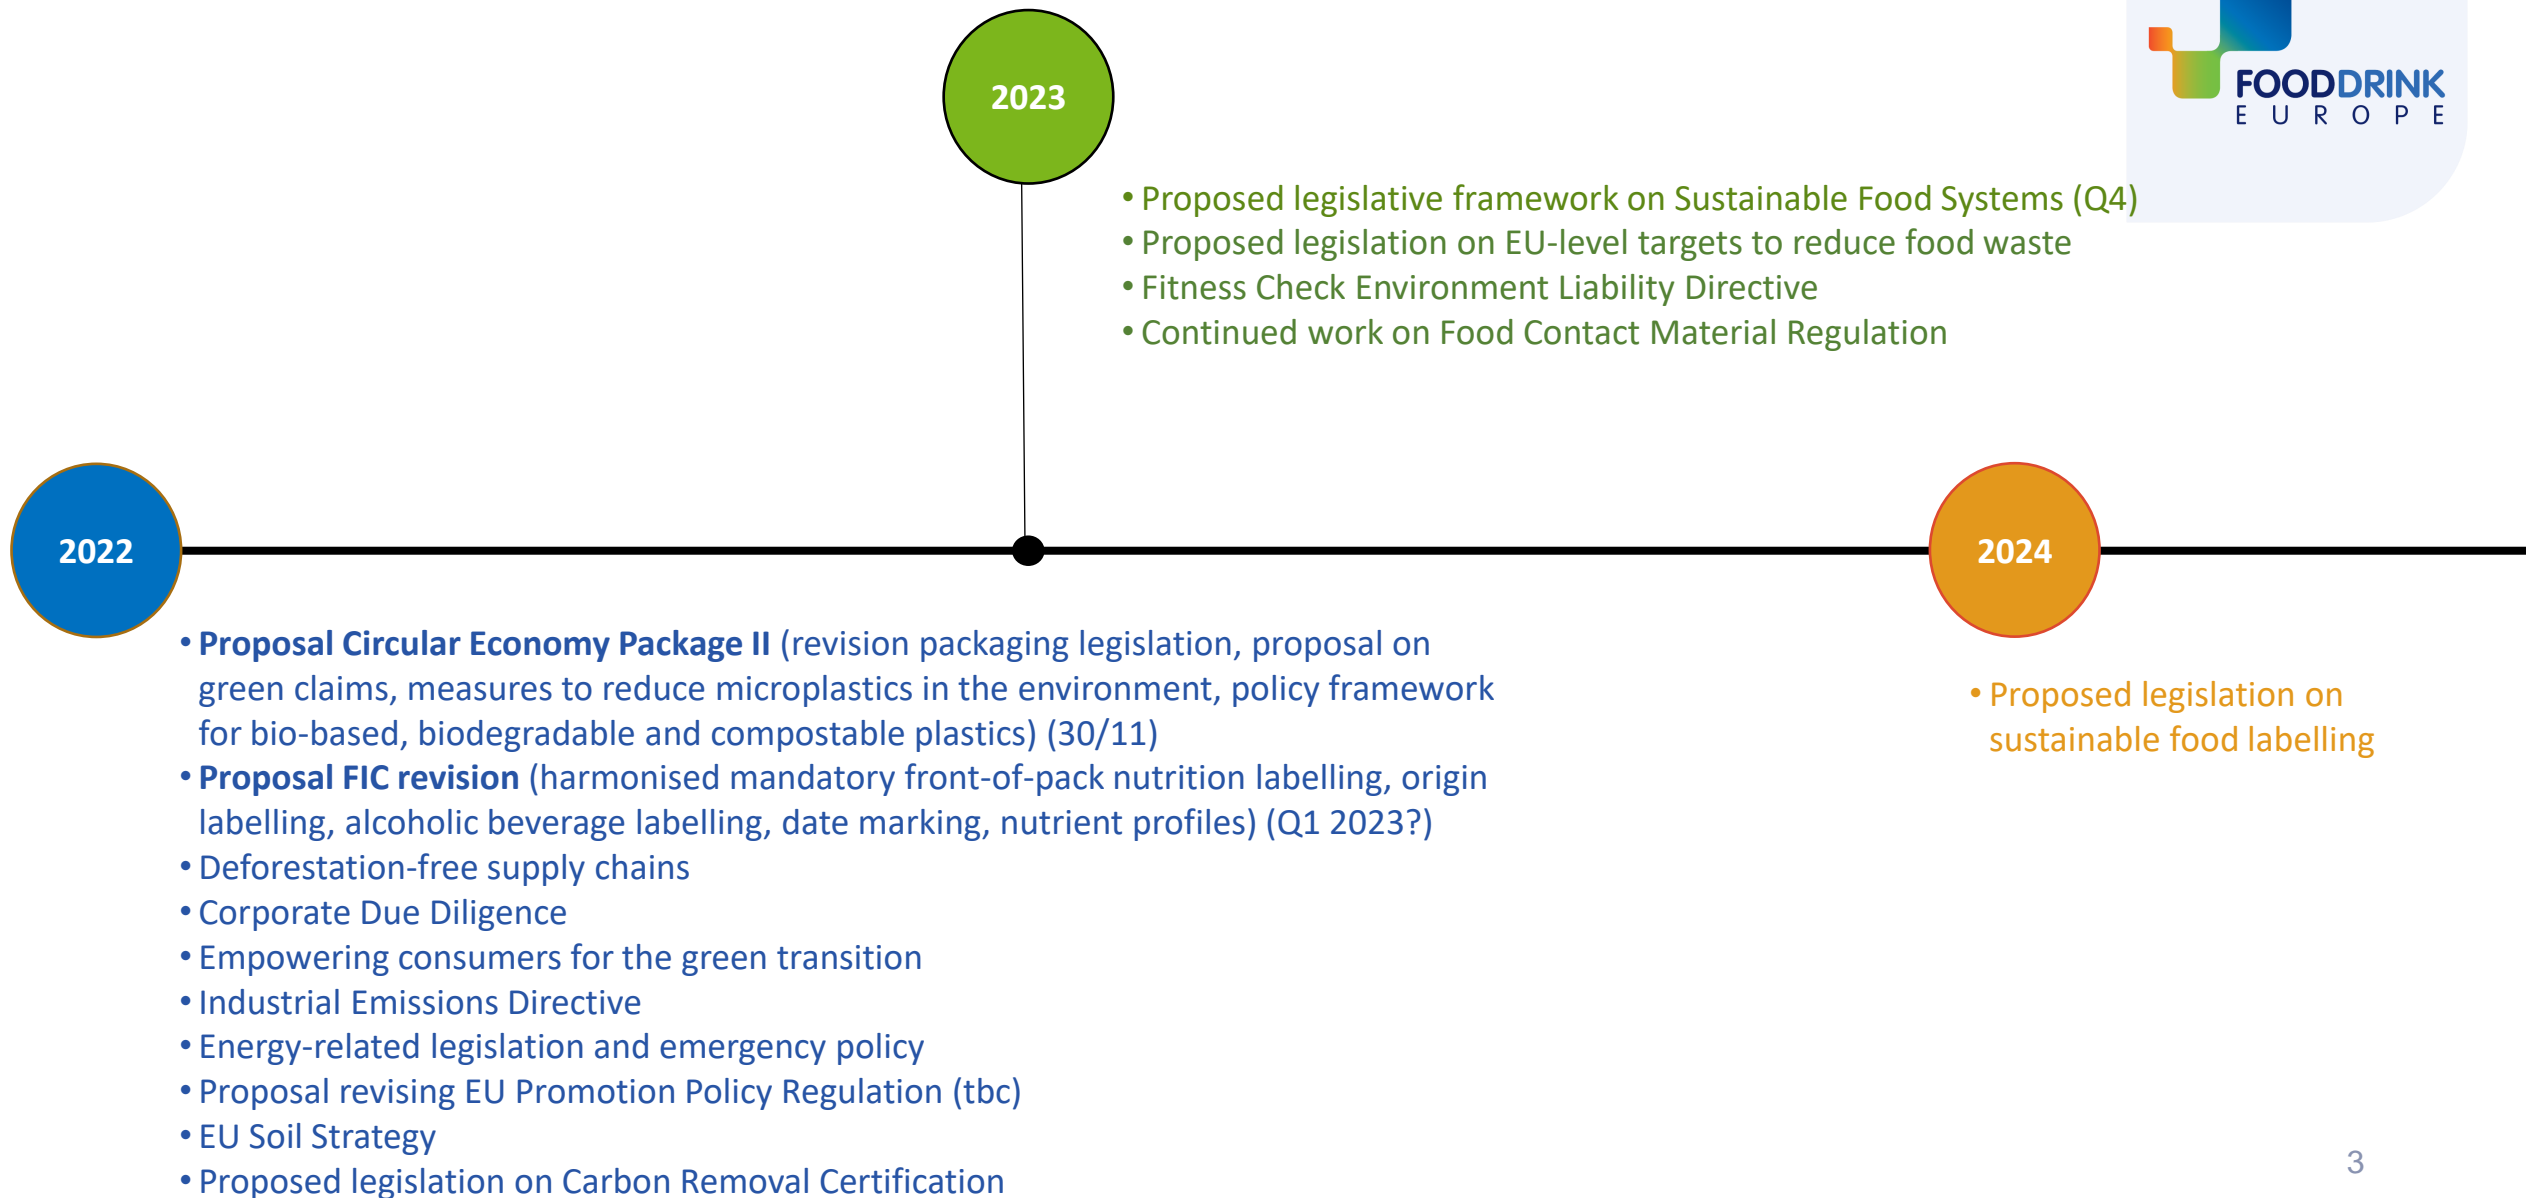 2023
FOODDRINK
EUROPE
• Proposed legislative framework on Sustainable Food Systems (Q4)
• Proposed legislation on EU-level targets to reduce food waste
• Fitness Check Environment Liability Directive
• Continued work on Food Contact Material Regulation
2022
2024
• Proposal Circular Economy Package II (revision packaging legislation, proposal on
green claims, measures to reduce microplastics in the environment, policy framework
for bio-based, biodegradable and compostable plastics) (30/11)
• Proposal FIC revision (harmonised mandatory front-of-pack nutrition labelling, origin
labelling, alcoholic beverage labelling, date marking, nutrient profiles) (Q1 2023?)
• Deforestation-free supply chains
• Corporate Due Diligence
• Empowering consumers for the green transition
• Industrial Emissions Directive
• Energy-related legislation and emergency policy
• Proposal revising EU Promotion Policy Regulation (tbc)
• EU Soil Strategy
• Proposed legislation on Carbon Removal Certification
• Proposed legislation on
sustainable food labelling
3